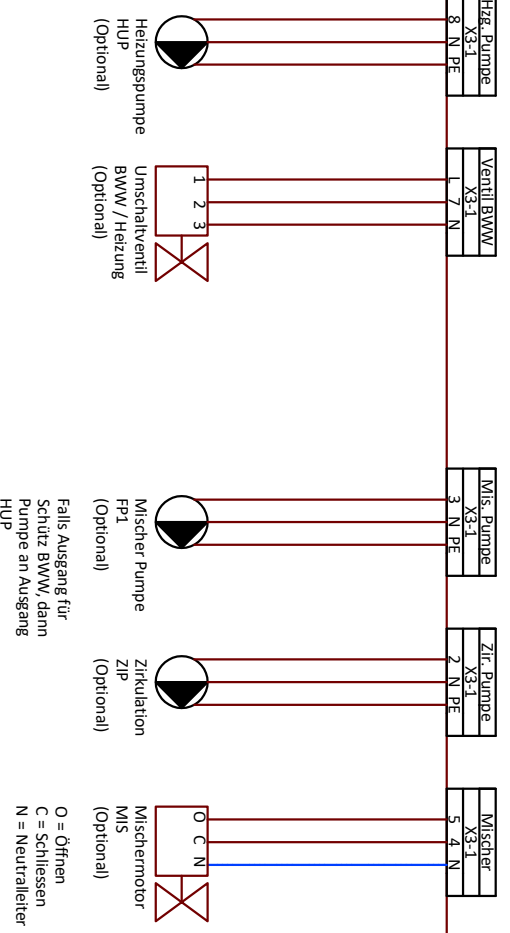 Hzg. Pumpe
X3-1
8 N PE
Heizungspumpe
HUP
(Optional)
Ventil BWW
X3-1
L 7 N
1 2 3
Umschaltventil
BWW / Heizung
(Optional)
Mis. Pumpe
X3-1
3 N PE
Mischer Pumpe
FP1
(Optional)
Falls Ausgang für
Schütz BWW, dann
Pumpe an Ausgang
HUP
Zir. Pumpe
X3-1
2 N PE
Zirkulation
ZIP
(Optional)
Mischer
X3-1
5 4 N
O C N
Mischermotor
MIS
(Optional)
O = Öffnen
C = Schliessen
N = Neutralleiter